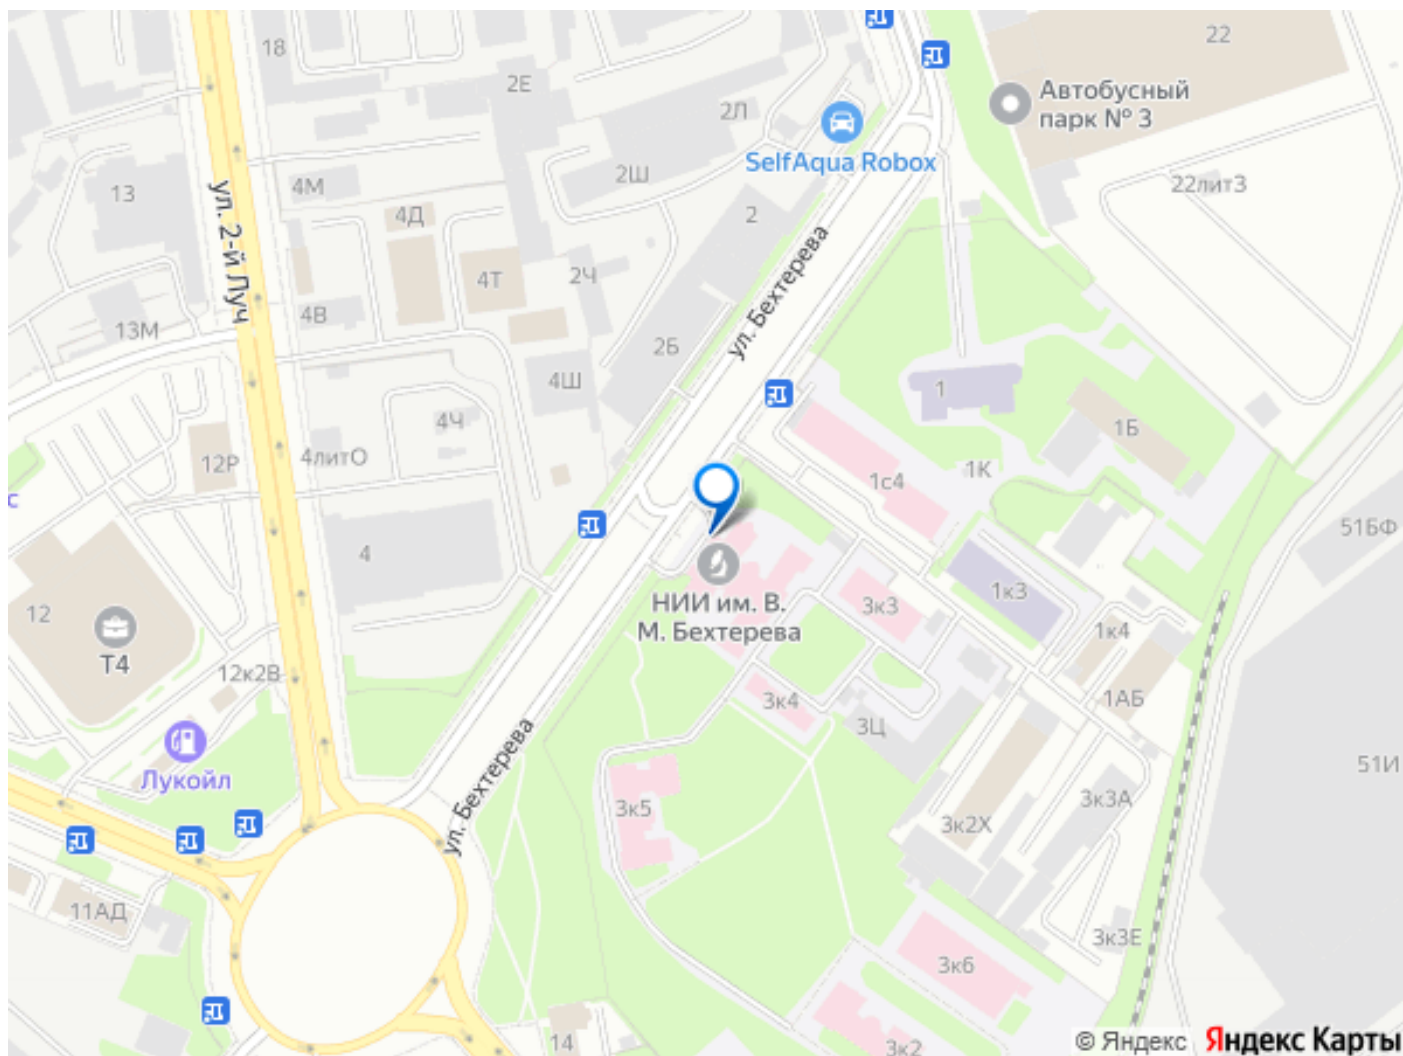 18
22
2Е
Автобусный
парк № 3
2Л
SelfAqua Robox
2Ш
4М
13
22литЗ
ул. 2-й Луч
4Д
2
ул. Бехтерева
4Т
2Ч
4В
13М
2Б
4Ш
1
4Ч
1Б
12Р
4литО
1с4
1К
с
51БФ
4
НИИ им. В.
М. Бехтерева
3к3
1к3
12
Т4
1к4
12к2В
3к4
1АБ
3Ц
Лукойл
ул. Бехтерева
51И
3к5
3к2Х
3к3А
11АД
3к3Е
3к6
14
3к2
© Яндекс Яндекс Карты